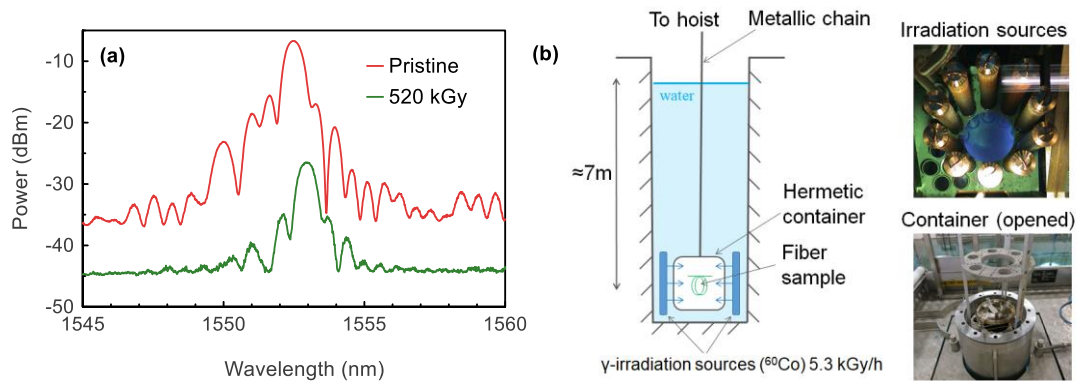 (a)
Pristine
520 kGy
-10
-20
-30
-40
-50
Power (dBm)
1545
1550
1555
1560
Wavelength (nm)
(b)
To hoist
Metallic chain
water
≈7m
Hermetic
container
Fiber
sample
γ-irradiation sources (⁶⁰Co) 5.3 kGy/h
Irradiation sources
Container (opened)